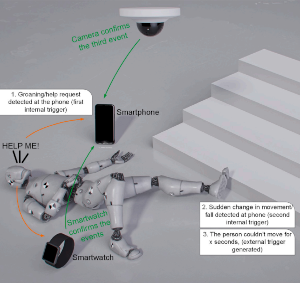 Camera confirms
the third event
1. Groaning/help request
detected at the phone (first
internal trigger)
Smartphone
HELP ME!
Smartwatch
confirms the
events
Smartwatch
2. Sudden change in movement/
fall detected at phone (second
internal trigger)
3. The person couldn't move for
x seconds, (external trigger
generated)